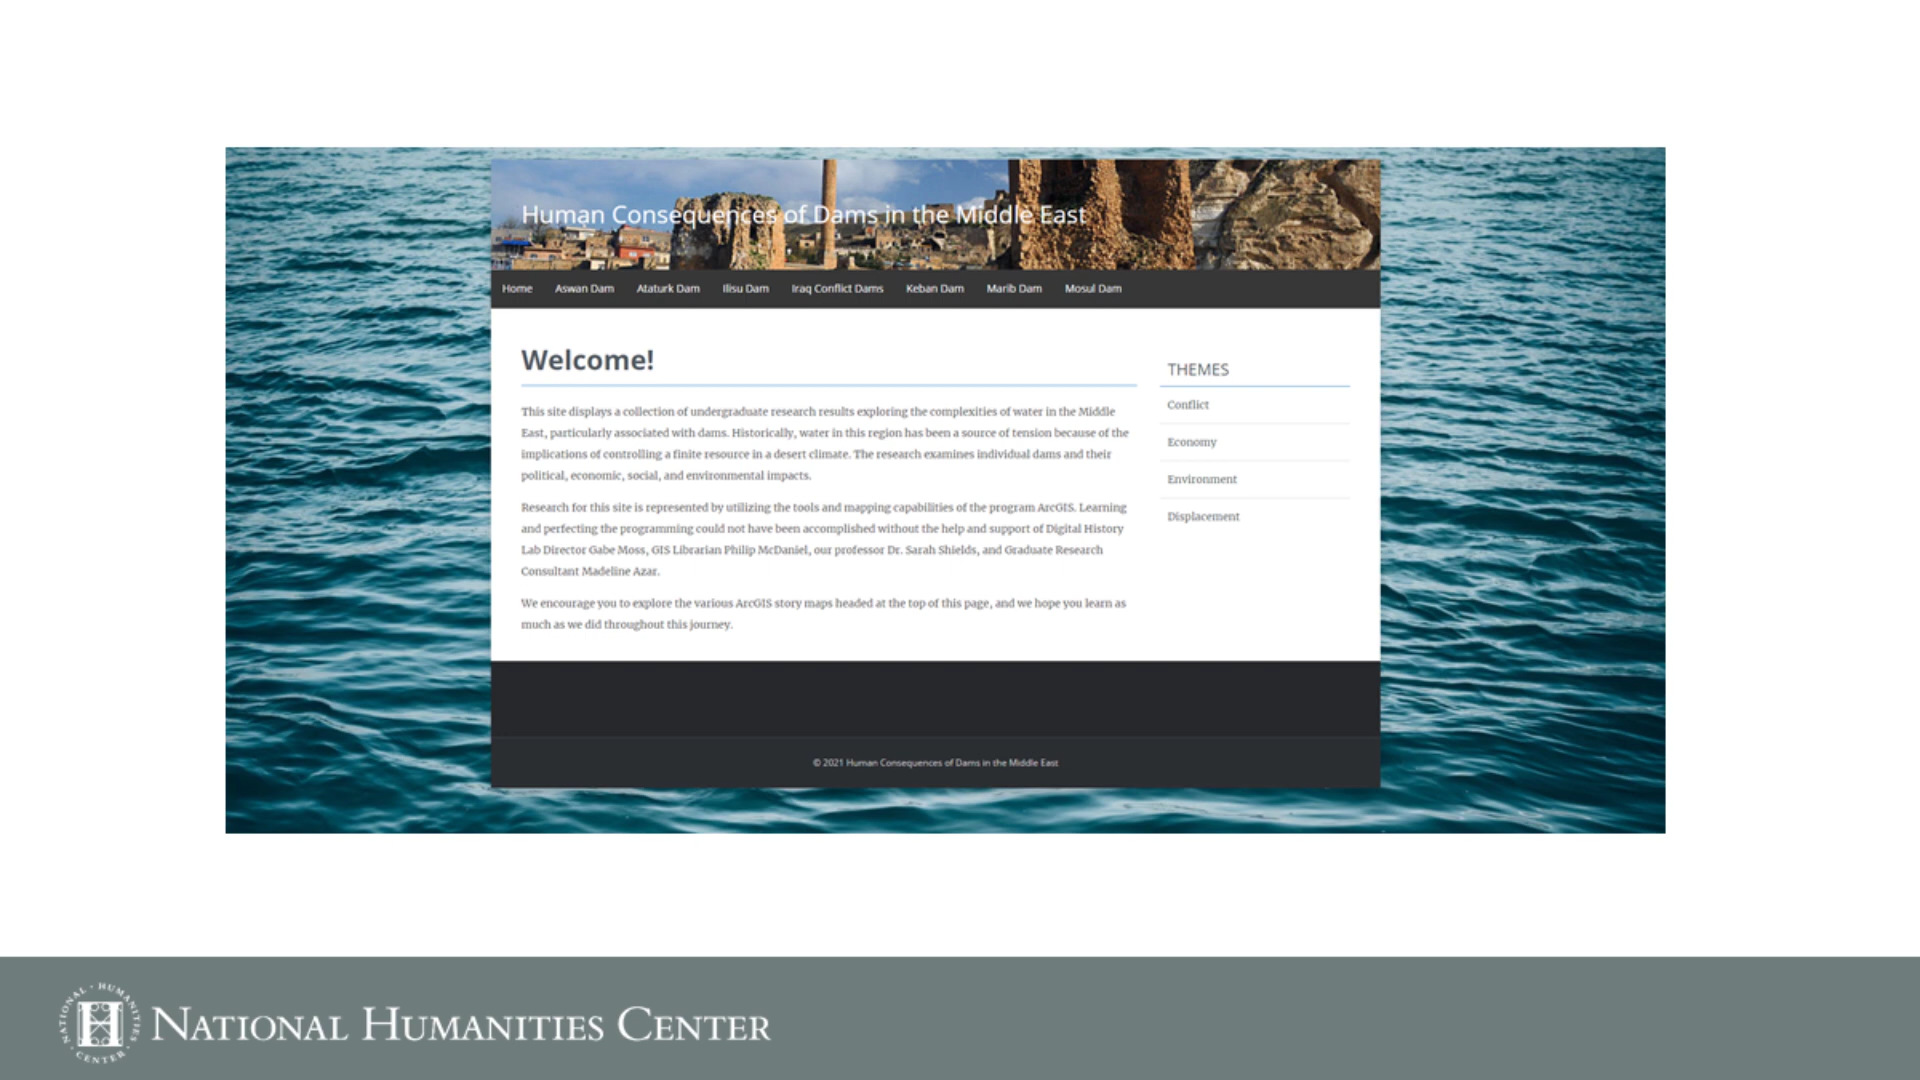 Human Consequences of Dams in the Middle East
Home Aswan Dam Ataturk Dam Ilisu Dam Iraq Conflict Dams Keban Dam Marib Dam Mosul Dam
Welcome!
This site displays a collection of undergraduate research results exploring the complexities of water in the Middle
East, particularly associated with dams. Historically, water in this region has been a source of tension because of the
implications of controlling a finite resource in a desert climate. The research examines individual dams and their
political, economic, social, and environmental impacts.
Research for this site is represented by utilizing the tools and mapping capabilities of the program ArcGIS. Learning
and perfecting the programming could not have been accomplished without the help and support of Digital History
Lab Director Gabe Moss, GIS Librarian Philip McDaniel, our professor Dr. Sarah Shields, and Graduate Research
Consultant Madeline Azar.
We encourage you to explore the various ArcGIS story maps headed at the top of this page, and we hope you learn as
much as we did throughout this journey.
THEMES
Conflict
Economy
Environment
Displacement
© 2021 Human Consequences of Dams in the Middle East
NATIONAL · HUMANITIES · CENTER ·
H
NATIONAL HUMANITIES CENTER